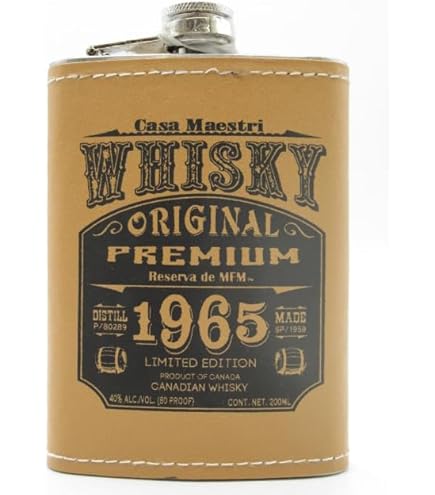 Casa Maestri
WHISKY
ORIGINAL
PREMIUM
Reserva de MFM™
DISTILL 1965 MADE
P/80289 SP/1959
LIMITED EDITION
PRODUCT OF CANADA
CANADIAN WHISKY
40% ALC./VOL. (80 PROOF) CONT. NET. 200ML